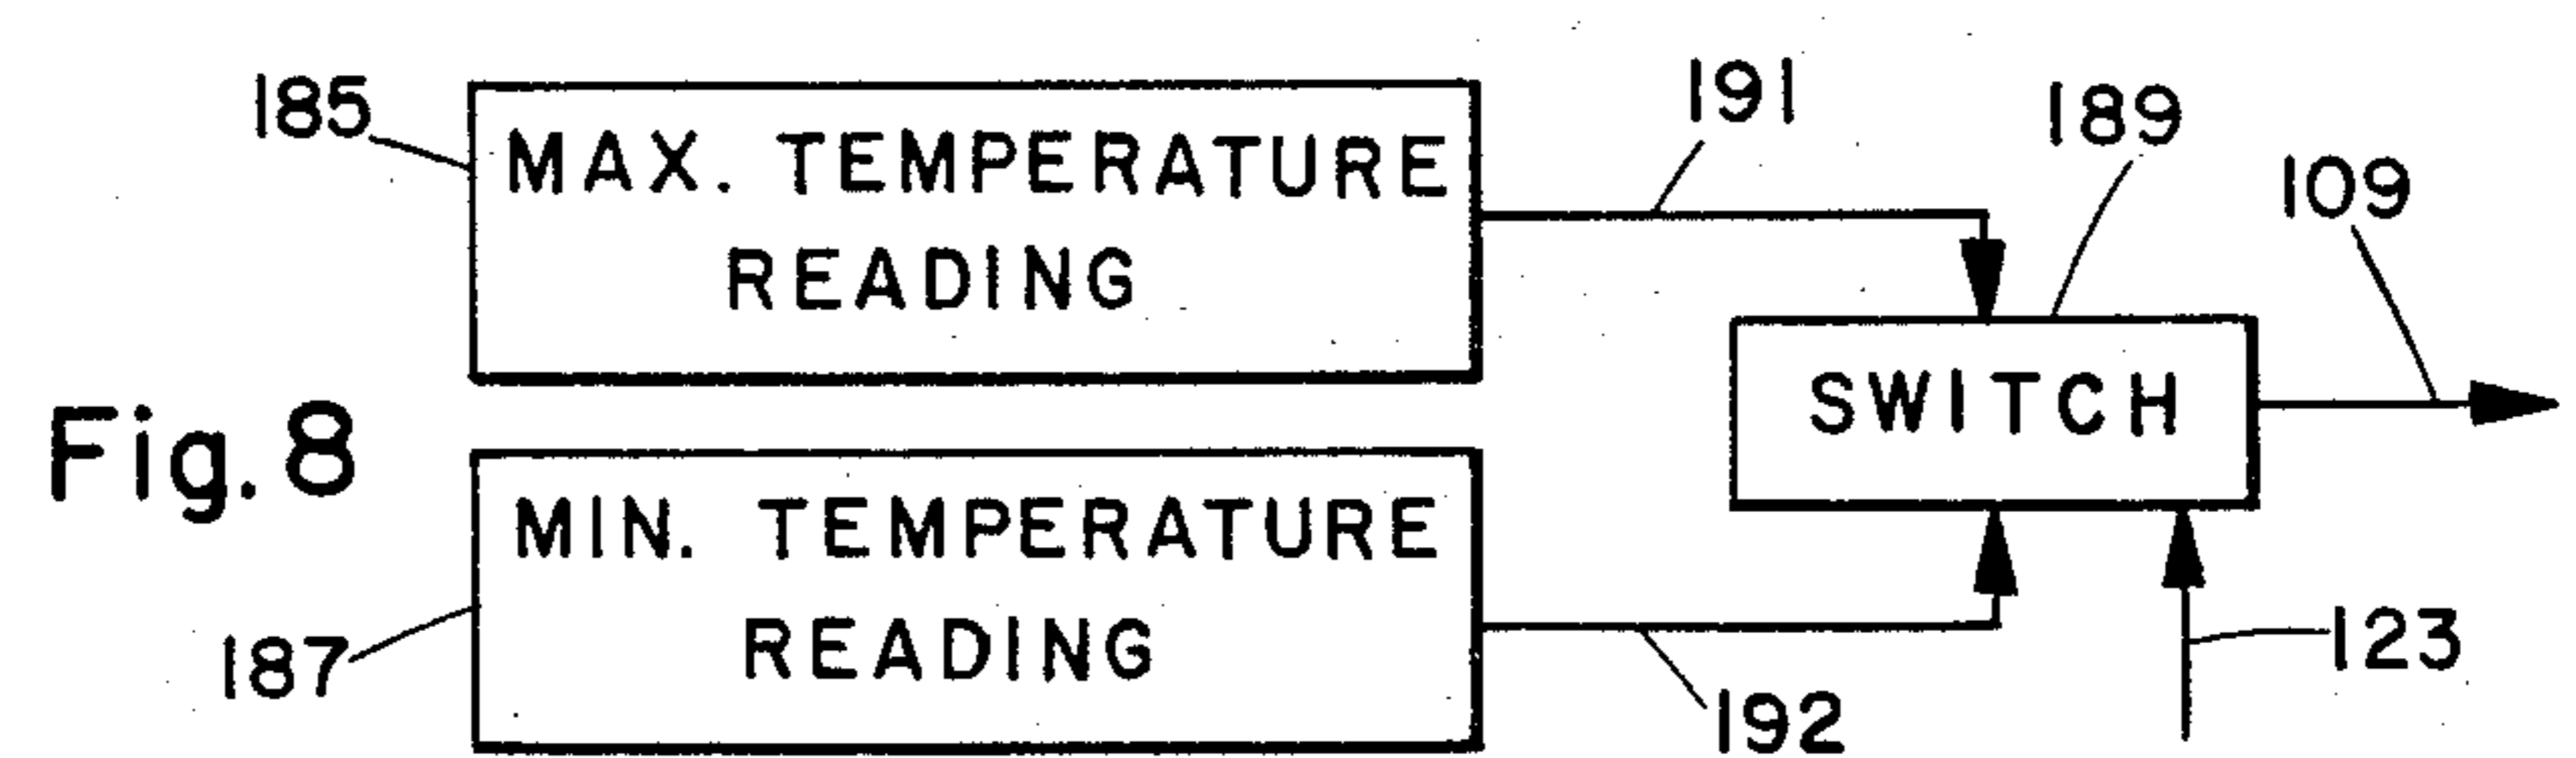 185
MAX. TEMPERATURE
READING
191
189
109
SWITCH
Fig. 8
MIN. TEMPERATURE
READING
187
192
123